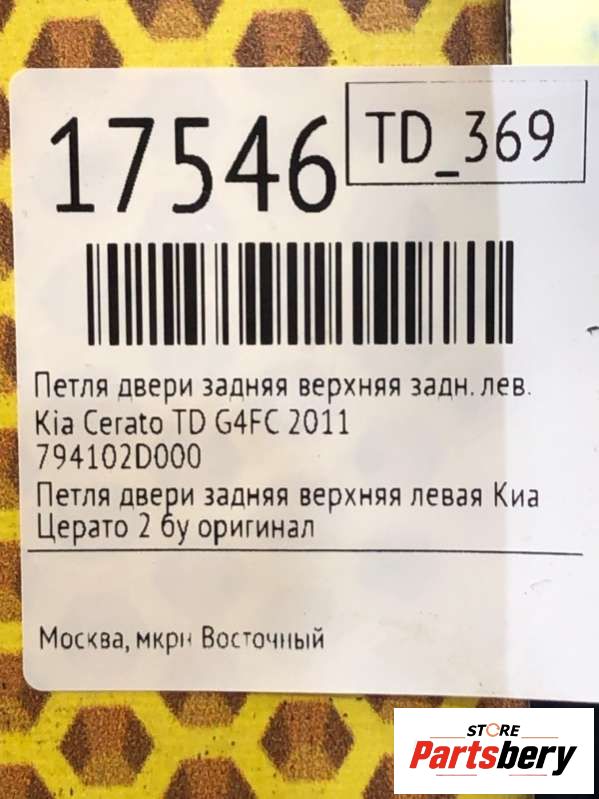 17546
TD_369
Петля двери задняя верхняя задн. лев.
Kia Cerato TD G4FC 2011
794102D000
Петля двери задняя верхняя левая Киа
Церато 2 бу оригинал
Москва, мкрн Восточный
STORE
Partsbery